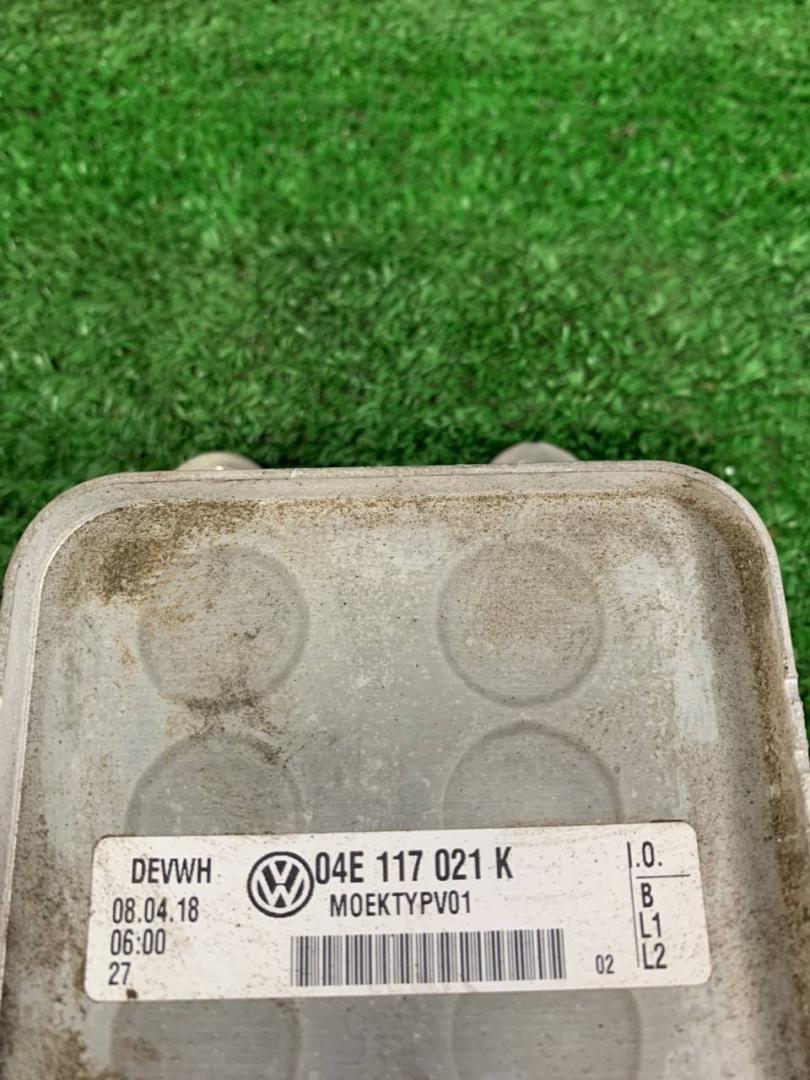 DEVWH
08.04.18
06:00
27
04E 117 021 K
MOEKTYPV01
02
I.O.
B
L1
L2